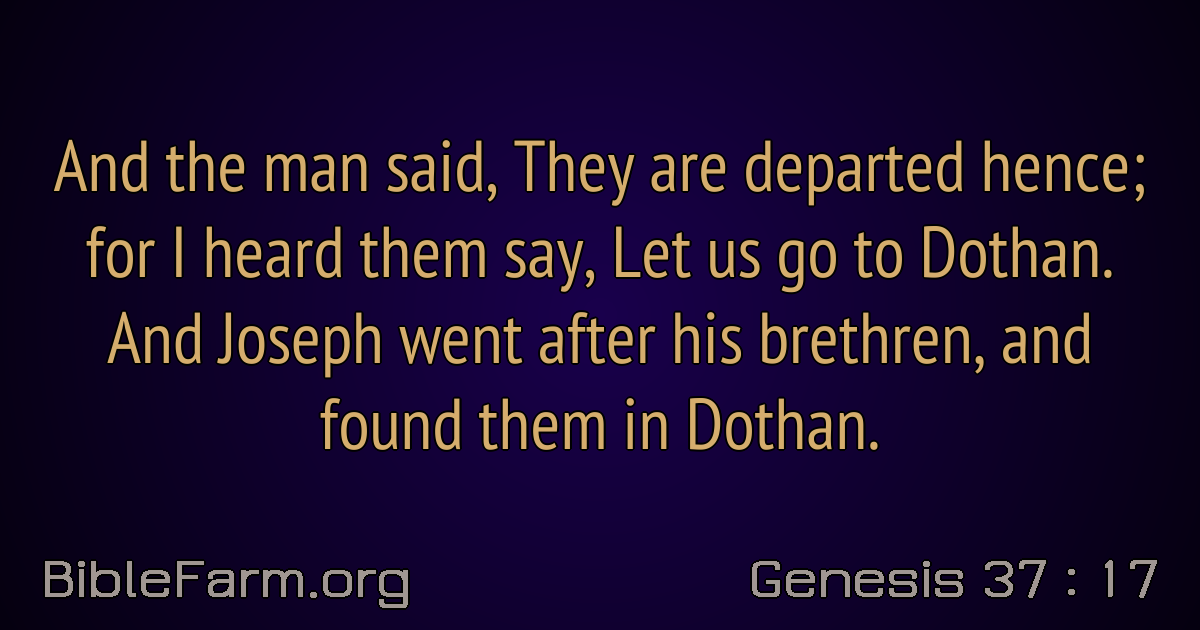 And the man said, They are departed hence;
for I heard them say, Let us go to Dothan.
And Joseph went after his brethren, and
found them in Dothan.
BibleFarm.org
Genesis 37 : 17